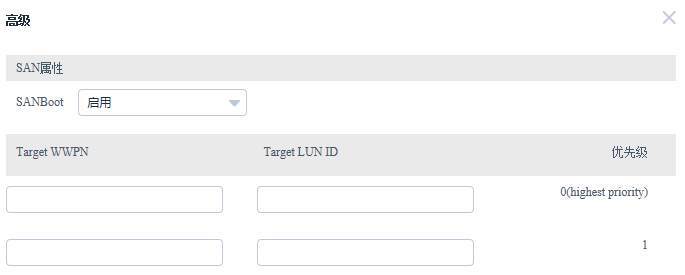 高级
SAN属性
SANBoot 启用
Target WWPN Target LUN ID 优先级
0(highest priority)
1